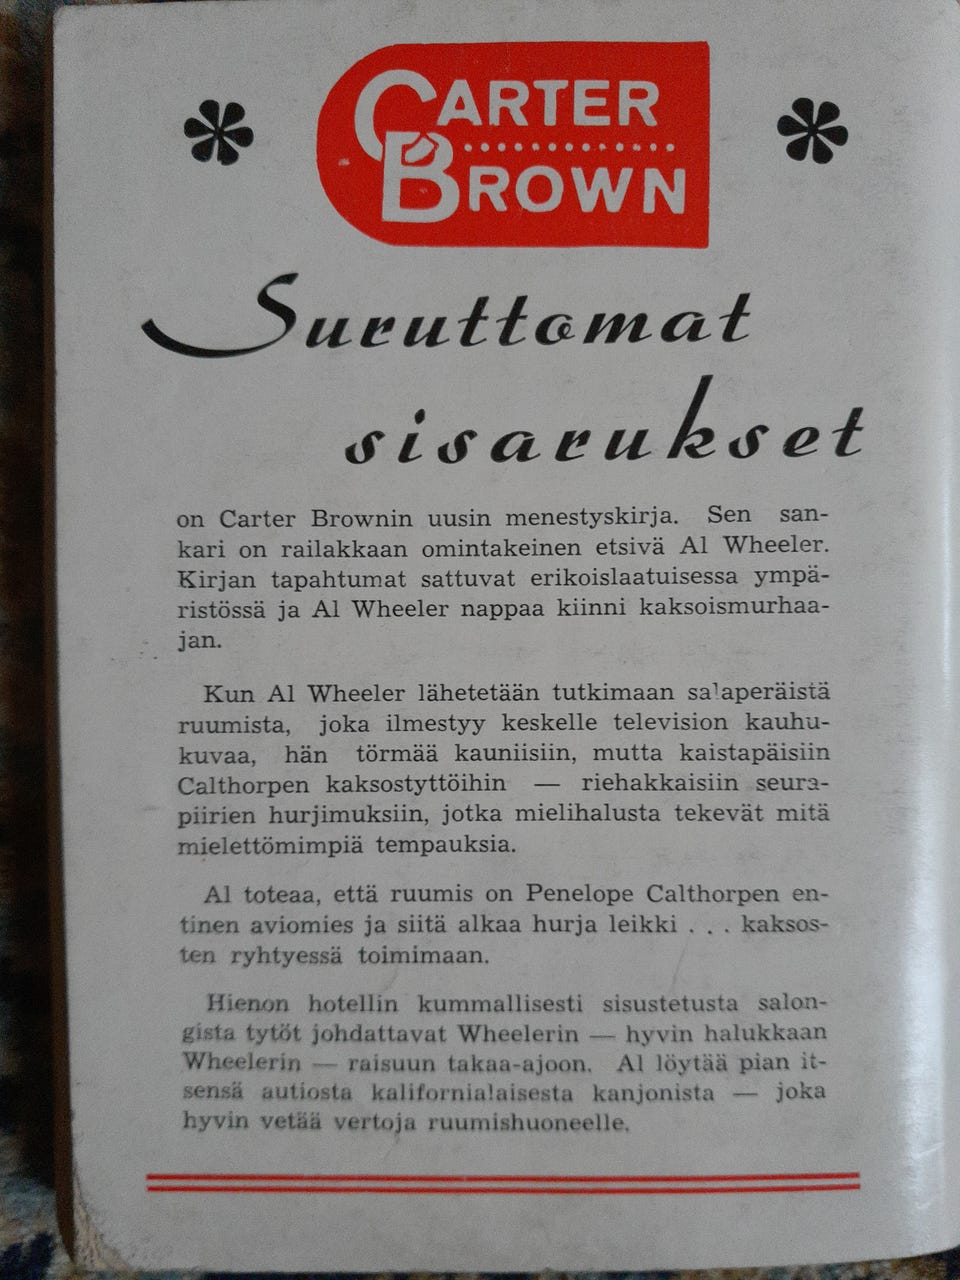 CARTER
BROWN
Suruttomat
sisarukset
on Carter Brownin uusin menestyskirja. Sen san-
kari on railakkaan omintakeinen etsivä Al Wheeler.
Kirjan tapahtumat sattuvat erikoislaatuisessa ympä-
ristössä ja Al Wheeler nappaa kiinni kaksoismurhaa-
jan.
Kun Al Wheeler lähetetään tutkimaan salaperäistä
ruumista, joka ilmestyy keskelle television kauhu-
kuvaa, hän törmää kauniisiin, mutta kaistapäisiin
Calthorpen kaksostyttöihin — riehakkaisiin seura-
piirien hurjimuksiin, jotka mielihalusta tekevät mitä
mielettömimpiä tempauksia.
Al toteaa, että ruumis on Penelope Calthorpen en-
tinen aviomies ja siitä alkaa hurja leikki . . . kaksos-
ten ryhtyessä toimimaan.
Hienon hotellin kummallisesti sisustetusta salon-
gista tytöt johdattavat Wheelerin — hyvin halukkaan
Wheelerin — raisuun takaa-ajoon. Al löytää pian it-
sensä autiosta kalifornialaisesta kanjonista — joka
hyvin vetää vertoja ruumishuoneelle.